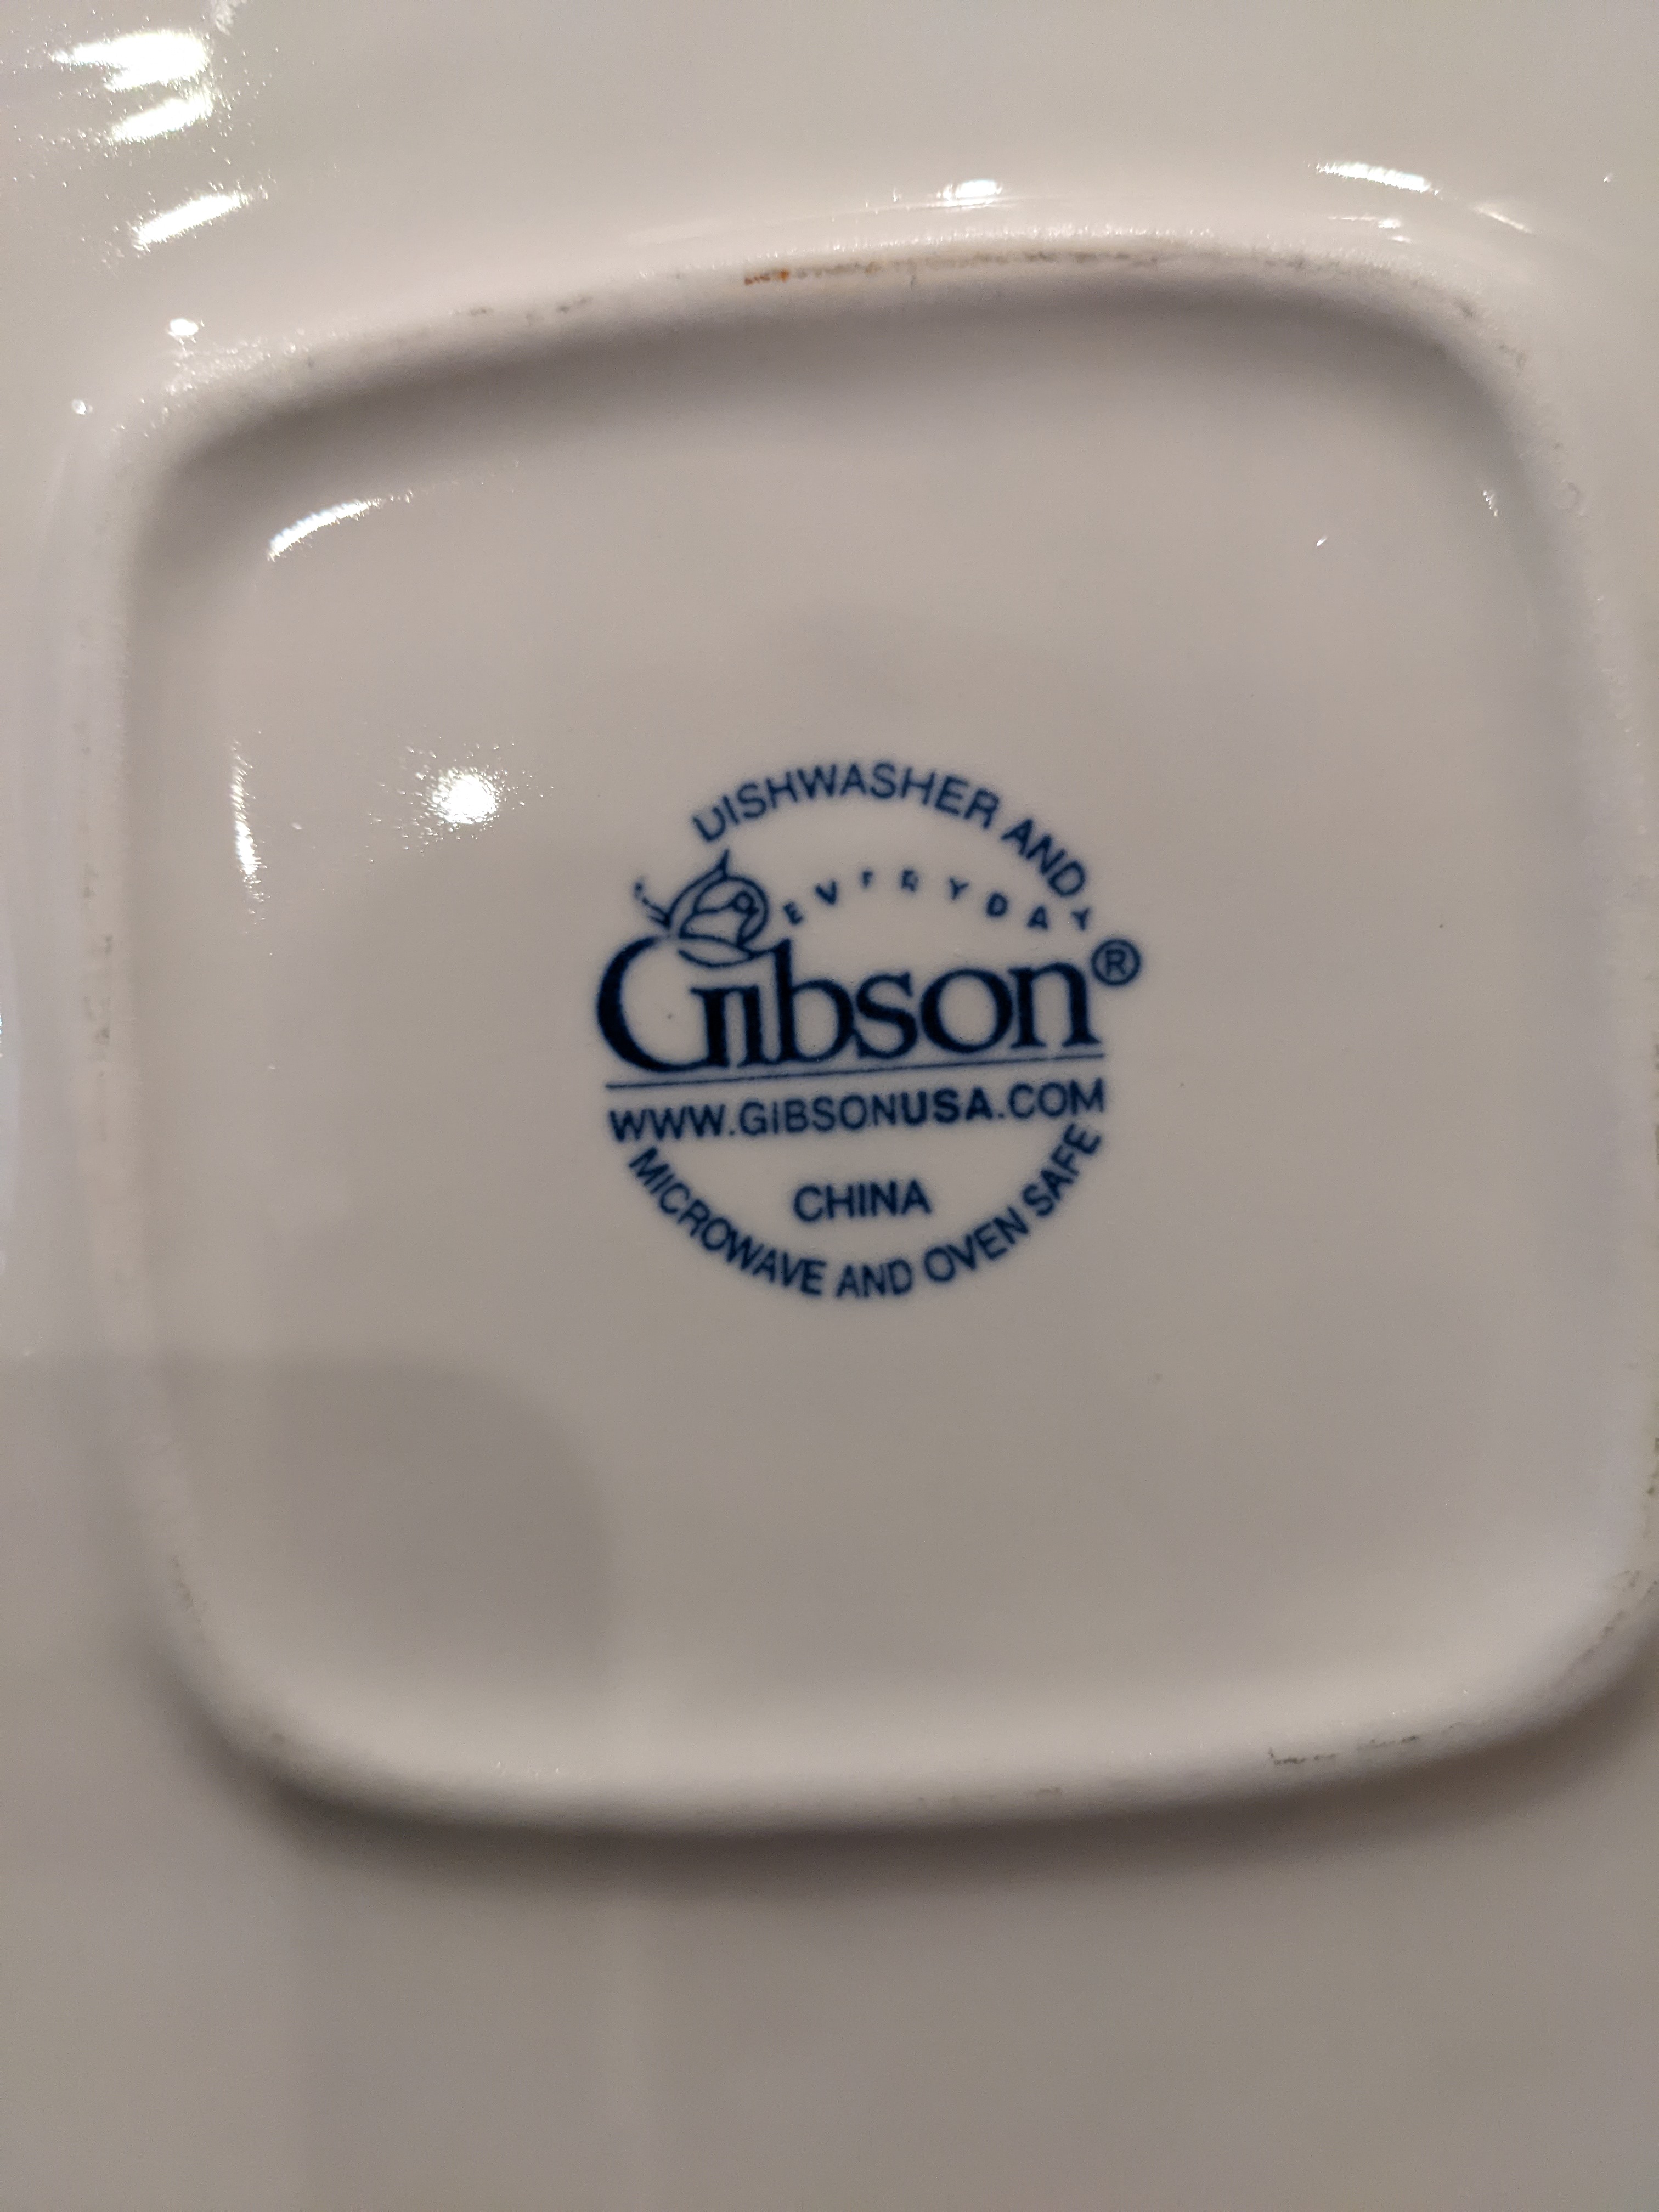 DISHWASHER AND
EVERYDAY
Gibson®
WWW.GIBSONUSA.COM
CHINA
MICROWAVE AND OVEN SAFE